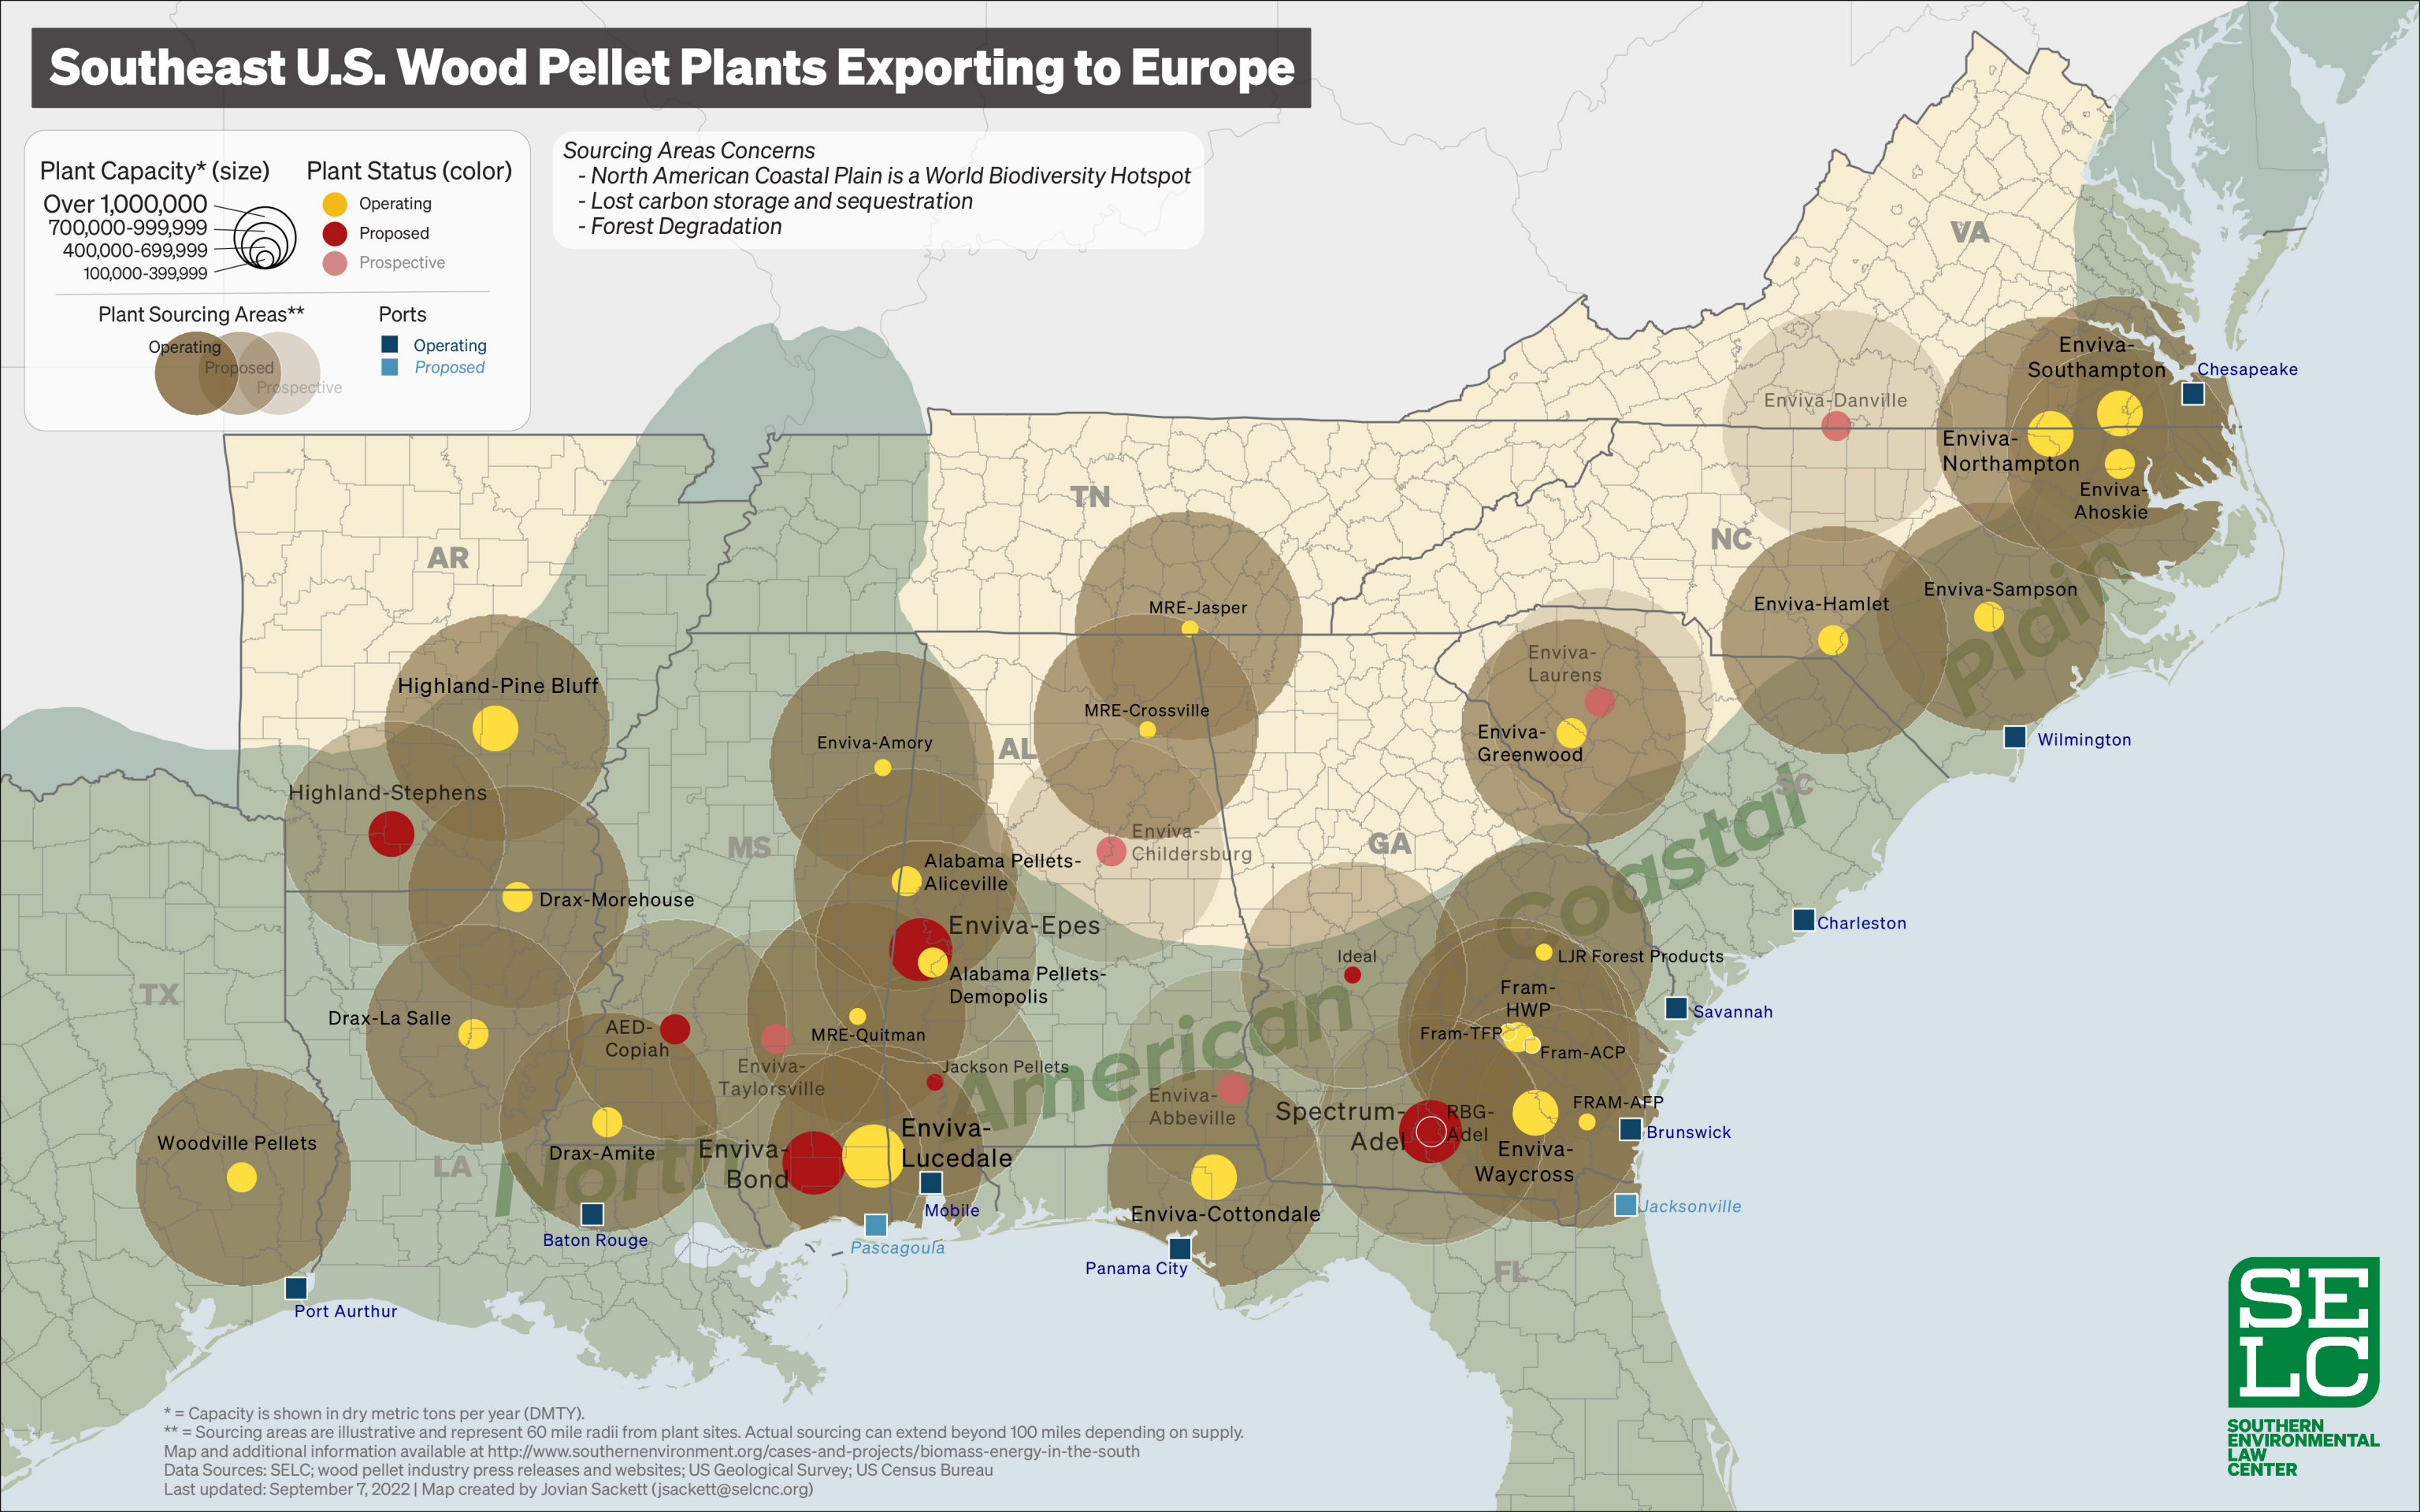 Southeast U.S. Wood Pellet Plants Exporting to Europe
Plant Capacity* (size)
Over 1,000,000
700,000-999,999
400,000-699,999
100,000-399,999
Plant Status (color)
Operating
Proposed
Prospective
Plant Sourcing Areas**
Operating
Proposed
Prospective
Ports
Operating
Proposed
Sourcing Areas Concerns
- North American Coastal Plain is a World Biodiversity Hotspot
- Lost carbon storage and sequestration
- Forest Degradation
VA
Enviva-
Southampton
Chesapeake
Enviva-Danville
Enviva-
Northampton
Enviva-
Ahoskie
TN
NC
AR
Enviva-Sampson
Enviva-Hamlet
MRE-Jasper
Enviva-
Laurens
Highland-Pine Bluff
MRE-Crossville
Enviva-
Greenwood
Wilmington
Enviva-Amory
AL
SC
Highland-Stephens
MS
Enviva-
Childersburg
GA
Alabama Pellets-
Aliceville
Drax-Morehouse
Enviva-Epes
Charleston
Ideal
LJR Forest Products
Alabama Pellets-
Demopolis
TX
Fram-
HWP
Savannah
Drax-La Salle
AED-
Copiah
MRE-Quitman
Fram-TFP
Fram-ACP
Enviva-
Taylorsville
Jackson Pellets
Enviva-
Abbeville
Spectrum-
Adel
RBG-
Adel
FRAM-AFP
Brunswick
Woodville Pellets
Drax-Amite
Enviva-
Bond
Enviva-
Lucedale
Enviva-
Waycross
LA
North American Coastal Plain
Mobile
Jacksonville
Enviva-Cottondale
Baton Rouge
Pascagoula
Panama City
FL
Port Aurthur
* = Capacity is shown in dry metric tons per year (DMTY).
** = Sourcing areas are illustrative and represent 60 mile radii from plant sites. Actual sourcing can extend beyond 100 miles depending on supply.
Map and additional information available at http://www.southernenvironment.org/cases-and-projects/biomass-energy-in-the-south
Data Sources: SELC; wood pellet industry press releases and websites; US Geological Survey; US Census Bureau
Last updated: September 7, 2022 | Map created by Jovian Sackett (jsackett@selcnc.org)
SE
LC
SOUTHERN
ENVIRONMENTAL
LAW
CENTER